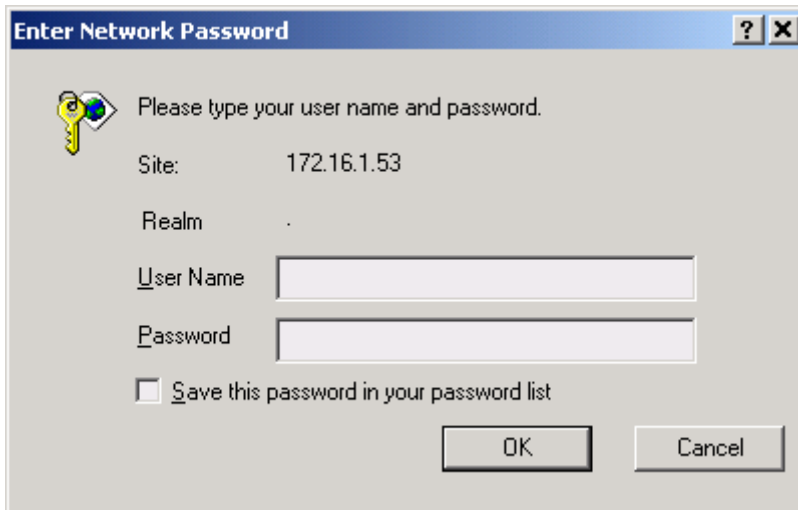 Enter Network Password
Please type your user name and password.
Site: 172.16.1.53
Realm .
User Name
Password
Save this password in your password list
OK Cancel